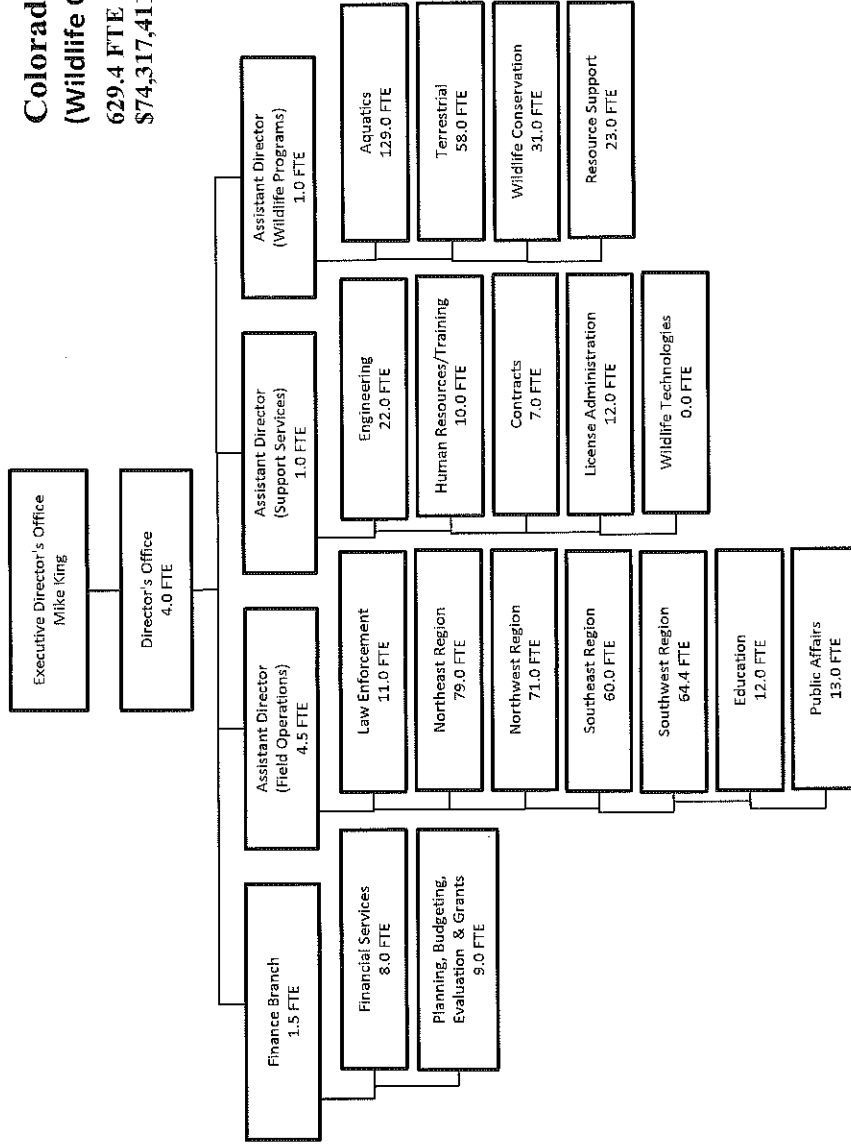 Colorad
(Wildlife
629.4 FTE
$74,317,411
Executive Director's Office
Mike King
Director's Office
4.0 FTE
Finance Branch
1.5 FTE
Financial Services
8.0 FTE
Planning, Budgeting,
Evaluation & Grants
9.0 FTE
Assistant Director
(Field Operations)
4.5 FTE
Law Enforcement
11.0 FTE
Northeast Region
79.0 FTE
Northwest Region
71.0 FTE
Southeast Region
60.0 FTE
Southwest Region
64.4 FTE
Education
12.0 FTE
Public Affairs
13.0 FTE
Assistant Director
(Support Services)
1.0 FTE
Engineering
22.0 FTE
Human Resources/Training
10.0 FTE
Contracts
7.0 FTE
License Administration
12.0 FTE
Wildlife Technologies
0.0 FTE
Assistant Director
(Wildlife Programs)
1.0 FTE
Aquatics
129.0 FTE
Terrestrial
58.0 FTE
Wildlife Conservation
31.0 FTE
Resource Support
23.0 FTE